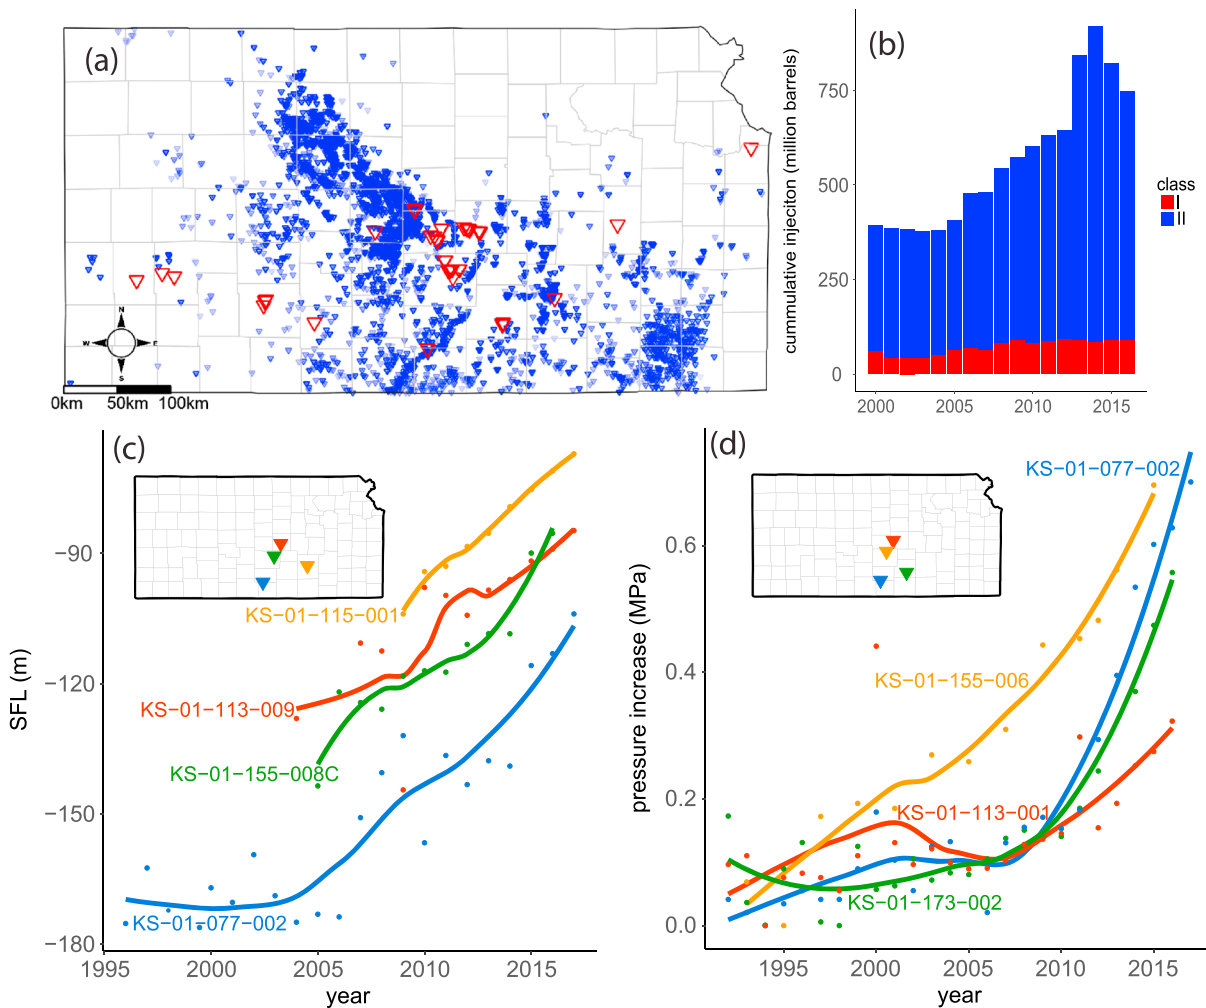 (a)
N
W
E
S
0km 50km 100km
(b)
cummulative injeciton (million barrels)
750
500
250
0
2000 2005 2010 2015
class
I
II
(c)
SFL (m)
−90
−120
−150
−180
KS−01−115−001
KS−01−113−009
KS−01−155−008C
KS−01−077−002
1995 2000 2005 2010 2015
year
(d)
pressure increase (MPa)
0.6
0.4
0.2
0.0
KS−01−077−002
KS−01−155−006
KS−01−113−001
KS−01−173−002
1995 2000 2005 2010 2015
year